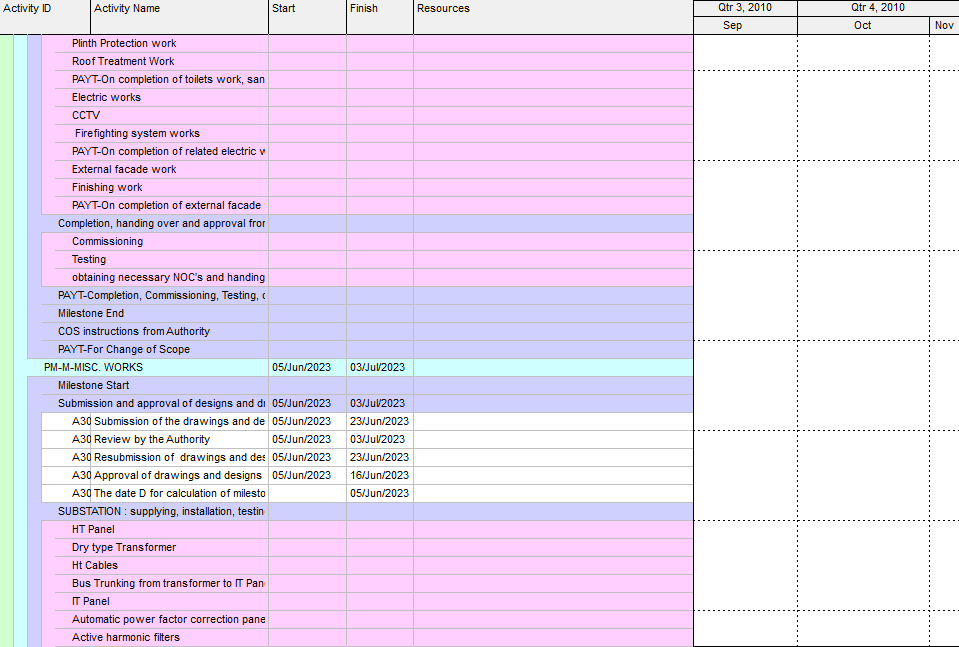 Activity ID Activity Name Start Finish Resources Qtr 3, 2010 Qtr 4, 2010
Sep Oct Nov
Plinth Protection work
Roof Treatment Work
PAYT-On completion of toilets work, san
Electric works
CCTV
Firefighting system works
PAYT-On completion of related electric w
External facade work
Finishing work
PAYT-On completion of external facade
Completion, handing over and approval fror
Commissioning
Testing
obtaining necessary NOC's and handing
PAYT-Completion, Commissioning, Testing, c
Milestone End
COS instructions from Authority
PAYT-For Change of Scope
PM-M-MISC. WORKS 05/Jun/2023 03/Jul/2023
Milestone Start
Submission and approval of designs and dr 05/Jun/2023 03/Jul/2023
A30 Submission of the drawings and de 05/Jun/2023 23/Jun/2023
A30 Review by the Authority 05/Jun/2023 03/Jul/2023
A30 Resubmission of drawings and des 05/Jun/2023 23/Jun/2023
A30 Approval of drawings and designs 05/Jun/2023 16/Jun/2023
A30 The date D for calculation of milesto 05/Jun/2023
SUBSTATION : supplying, installation, testin
HT Panel
Dry type Transformer
Ht Cables
Bus Trunking from transformer to IT Pan
IT Panel
Automatic power factor correction pane
Active harmonic filters